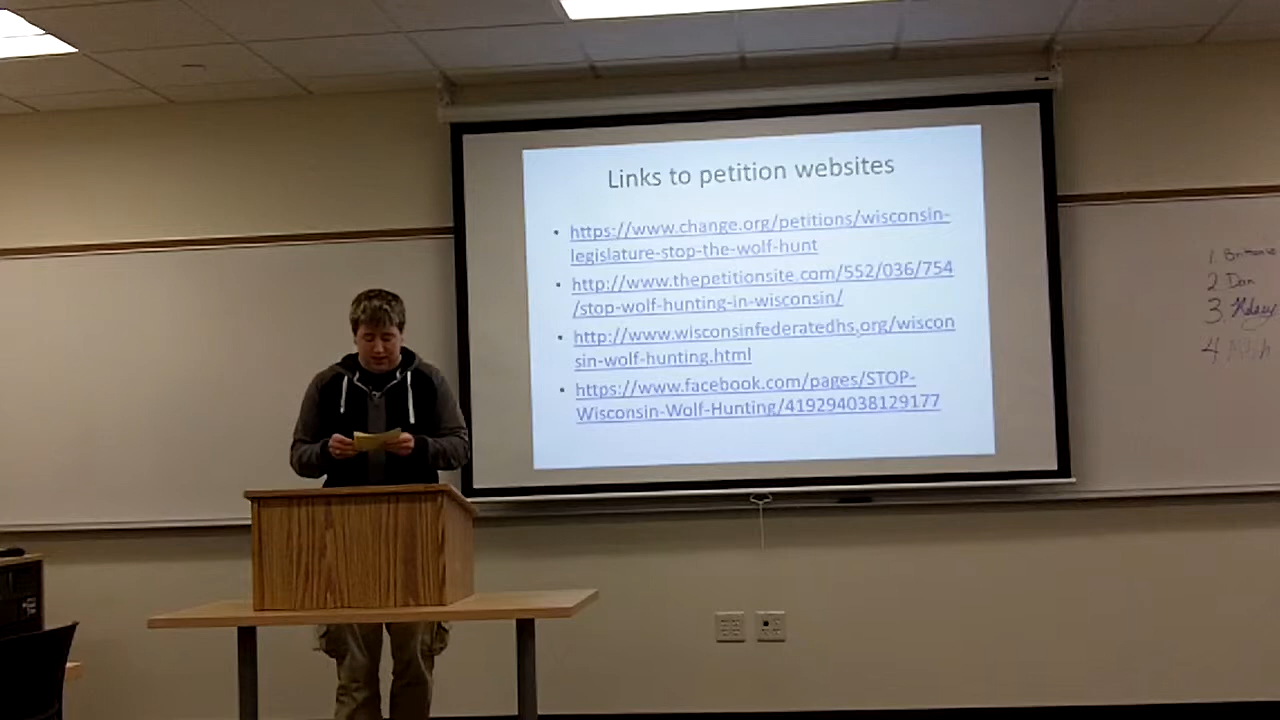 Links to petition websites
• https://www.change.org/petitions/wisconsin-
legislature-stop-the-wolf-hunt
• http://www.thepetitionsite.com/552/036/754
/stop-wolf-hunting-in-wisconsin/
• http://www.wisconsinfederatedhs.org/wiscon
sin-wolf-hunting.html
• https://www.facebook.com/pages/STOP-
Wisconsin-Wolf-Hunting/419294038129177
1
2 Dan
3.
4